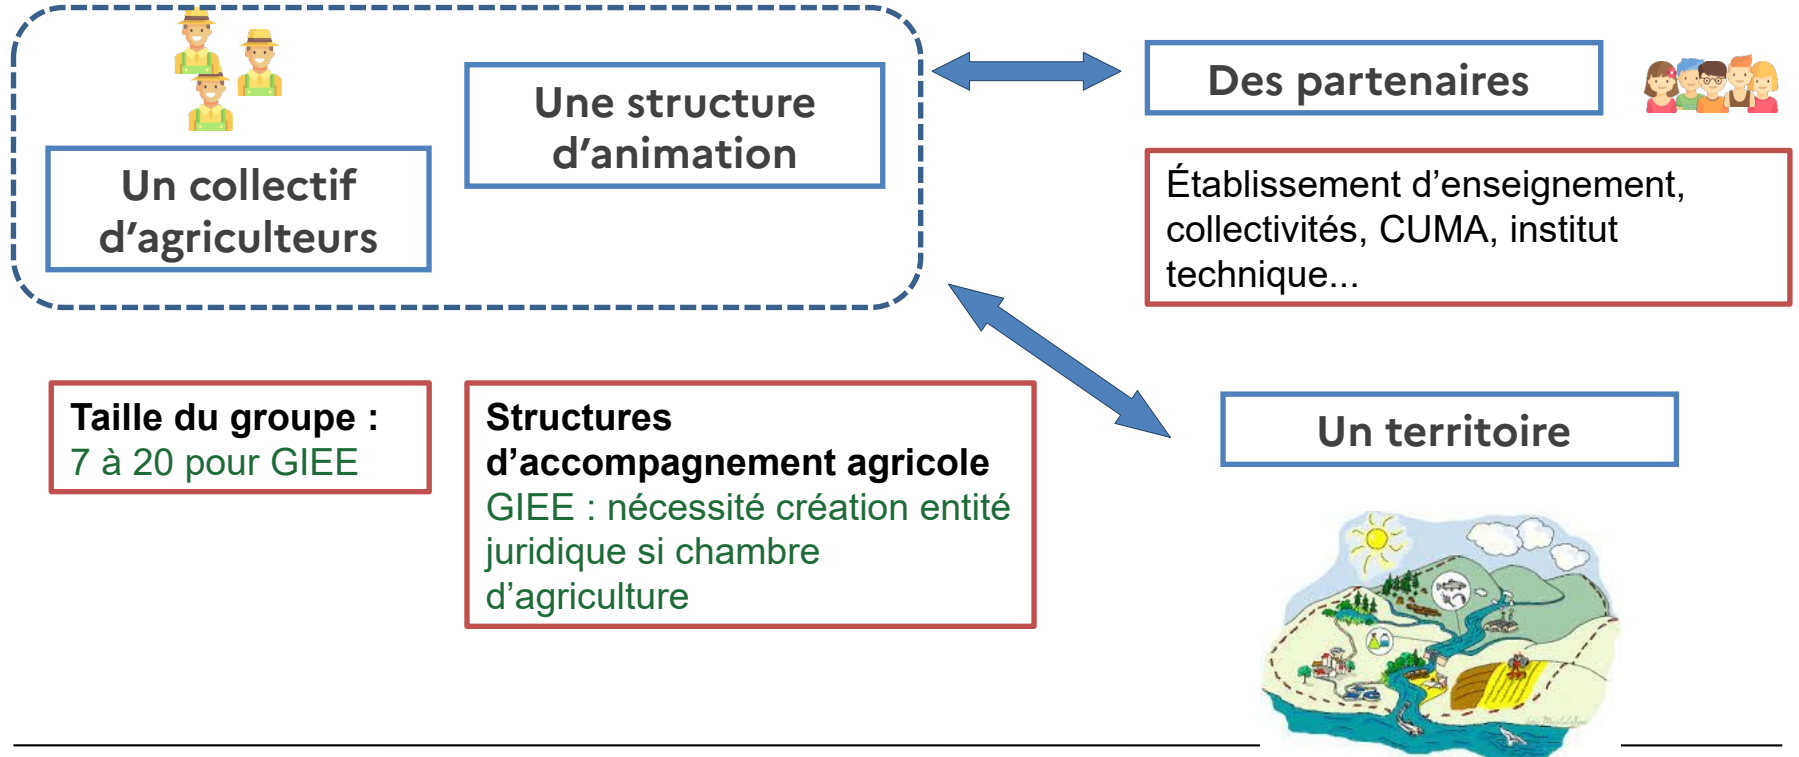 Un collectif
d’agriculteurs
Une structure
d’animation
Des partenaires
Établissement d’enseignement,
collectivités, CUMA, institut
technique...
Taille du groupe :
7 à 20 pour GIEE
Structures
d’accompagnement agricole
GIEE : nécessité création entité
juridique si chambre
d’agriculture
Un territoire